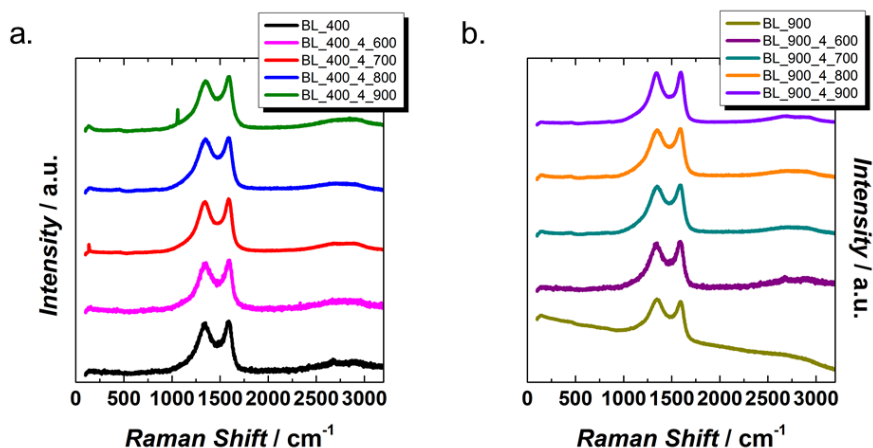 a.
BL_400
BL_400_4_600
BL_400_4_700
BL_400_4_800
BL_400_4_900
Intensity / a.u.
0 500 1000 1500 2000 2500 3000
Raman Shift / cm⁻¹
b.
BL_900
BL_900_4_600
BL_900_4_700
BL_900_4_800
BL_900_4_900
Intensity / a.u.
0 500 1000 1500 2000 2500 3000
Raman Shift / cm⁻¹